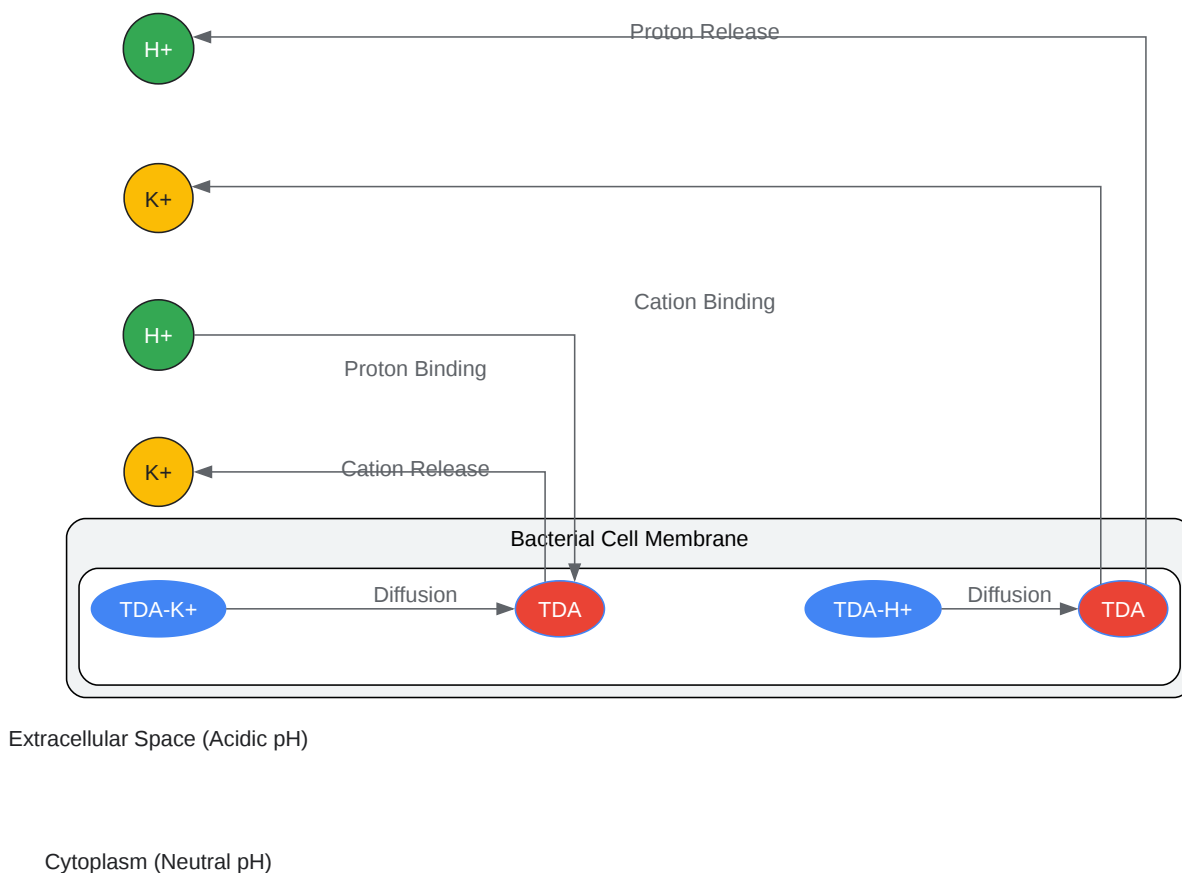 H+
Proton Release
K+
Cation Binding
H+
Proton Binding
K+
Cation Release
Bacterial Cell Membrane
TDA-K+
Diffusion
TDA
TDA-H+
Diffusion
TDA
Extracellular Space (Acidic pH)
Cytoplasm (Neutral pH)